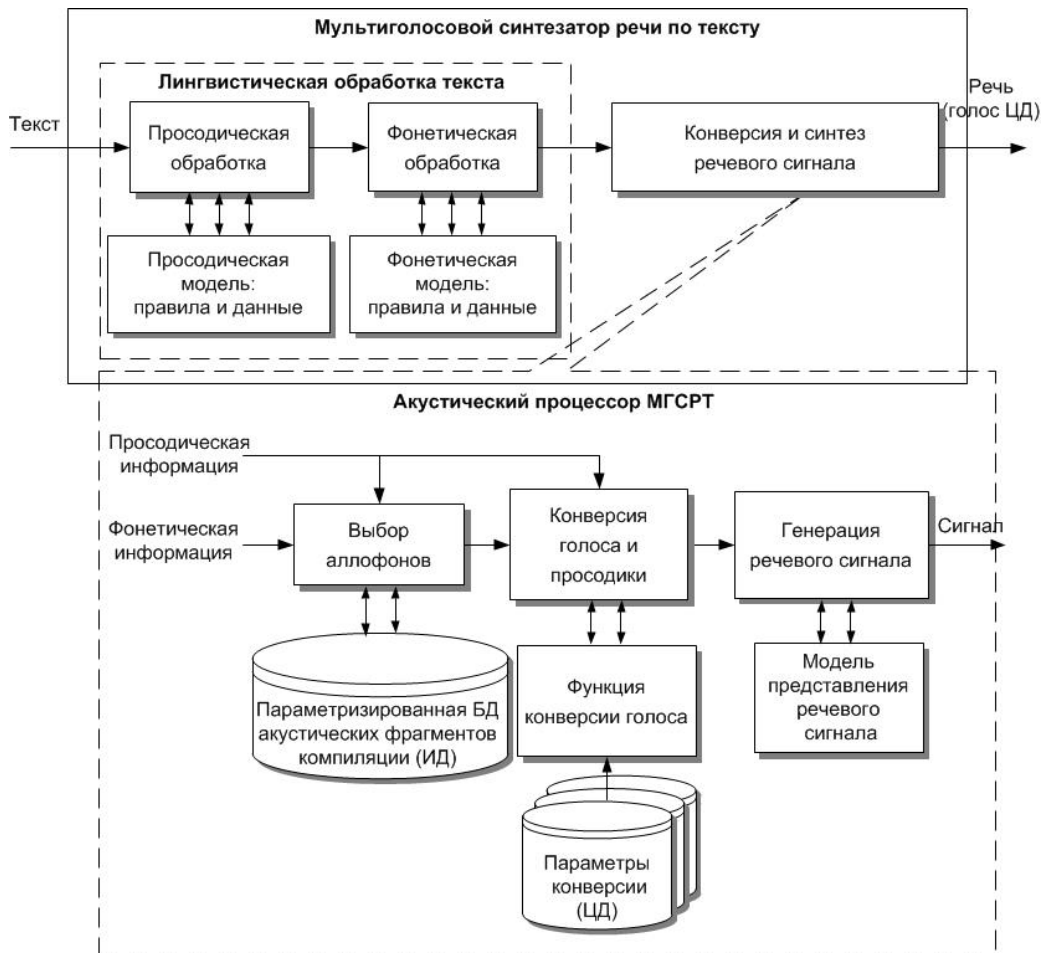 Мультиголосовой синтезатор речи по тексту
Лингвистическая обработка текста
Текст
Просодическая
обработка
Фонетическая
обработка
Конверсия и синтез
речевого сигнала
Речь
(голос ЦД)
Просодическая
модель:
правила и данные
Фонетическая
модель:
правила и данные
Акустический процессор МГСРТ
Просодическая
информация
Фонетическая
информация
Выбор
аллофонов
Конверсия
голоса и
просодики
Генерация
речевого сигнала
Сигнал
Параметризированная БД
акустических фрагментов
компиляции (ИД)
Функция
конверсии голоса
Модель
представления
речевого
сигнала
Параметры
конверсии
(ЦД)